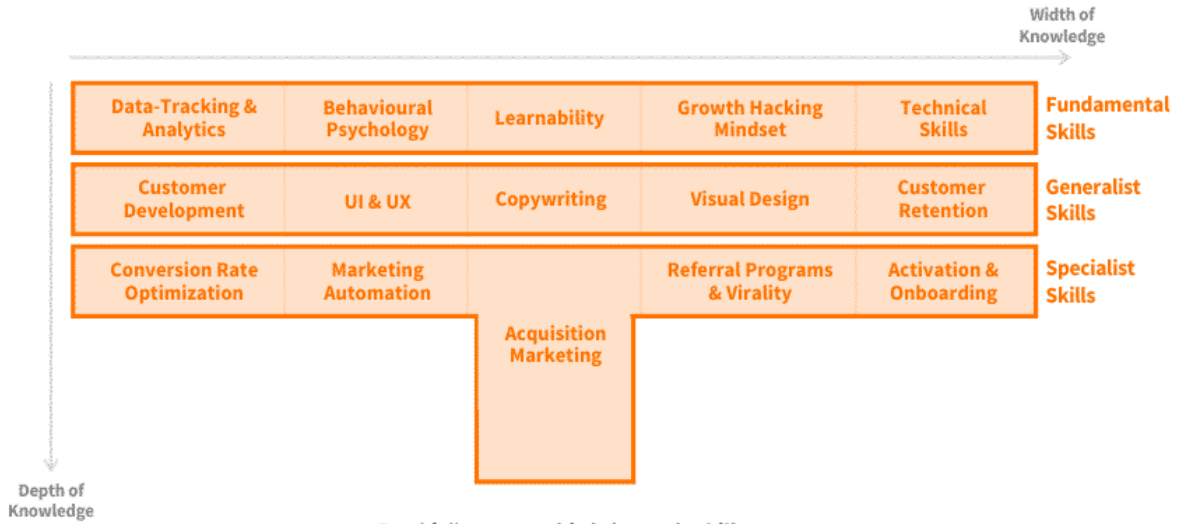 Width of
Knowledge
Data-Tracking &
Analytics
Behavioural
Psychology
Learnability
Growth Hacking
Mindset
Technical
Skills
Fundamental
Skills
Customer
Development
UI & UX
Copywriting
Visual Design
Customer
Retention
Generalist
Skills
Conversion Rate
Optimization
Marketing
Automation
Acquisition
Marketing
Referral Programs
& Virality
Activation &
Onboarding
Specialist
Skills
Depth of
Knowledge